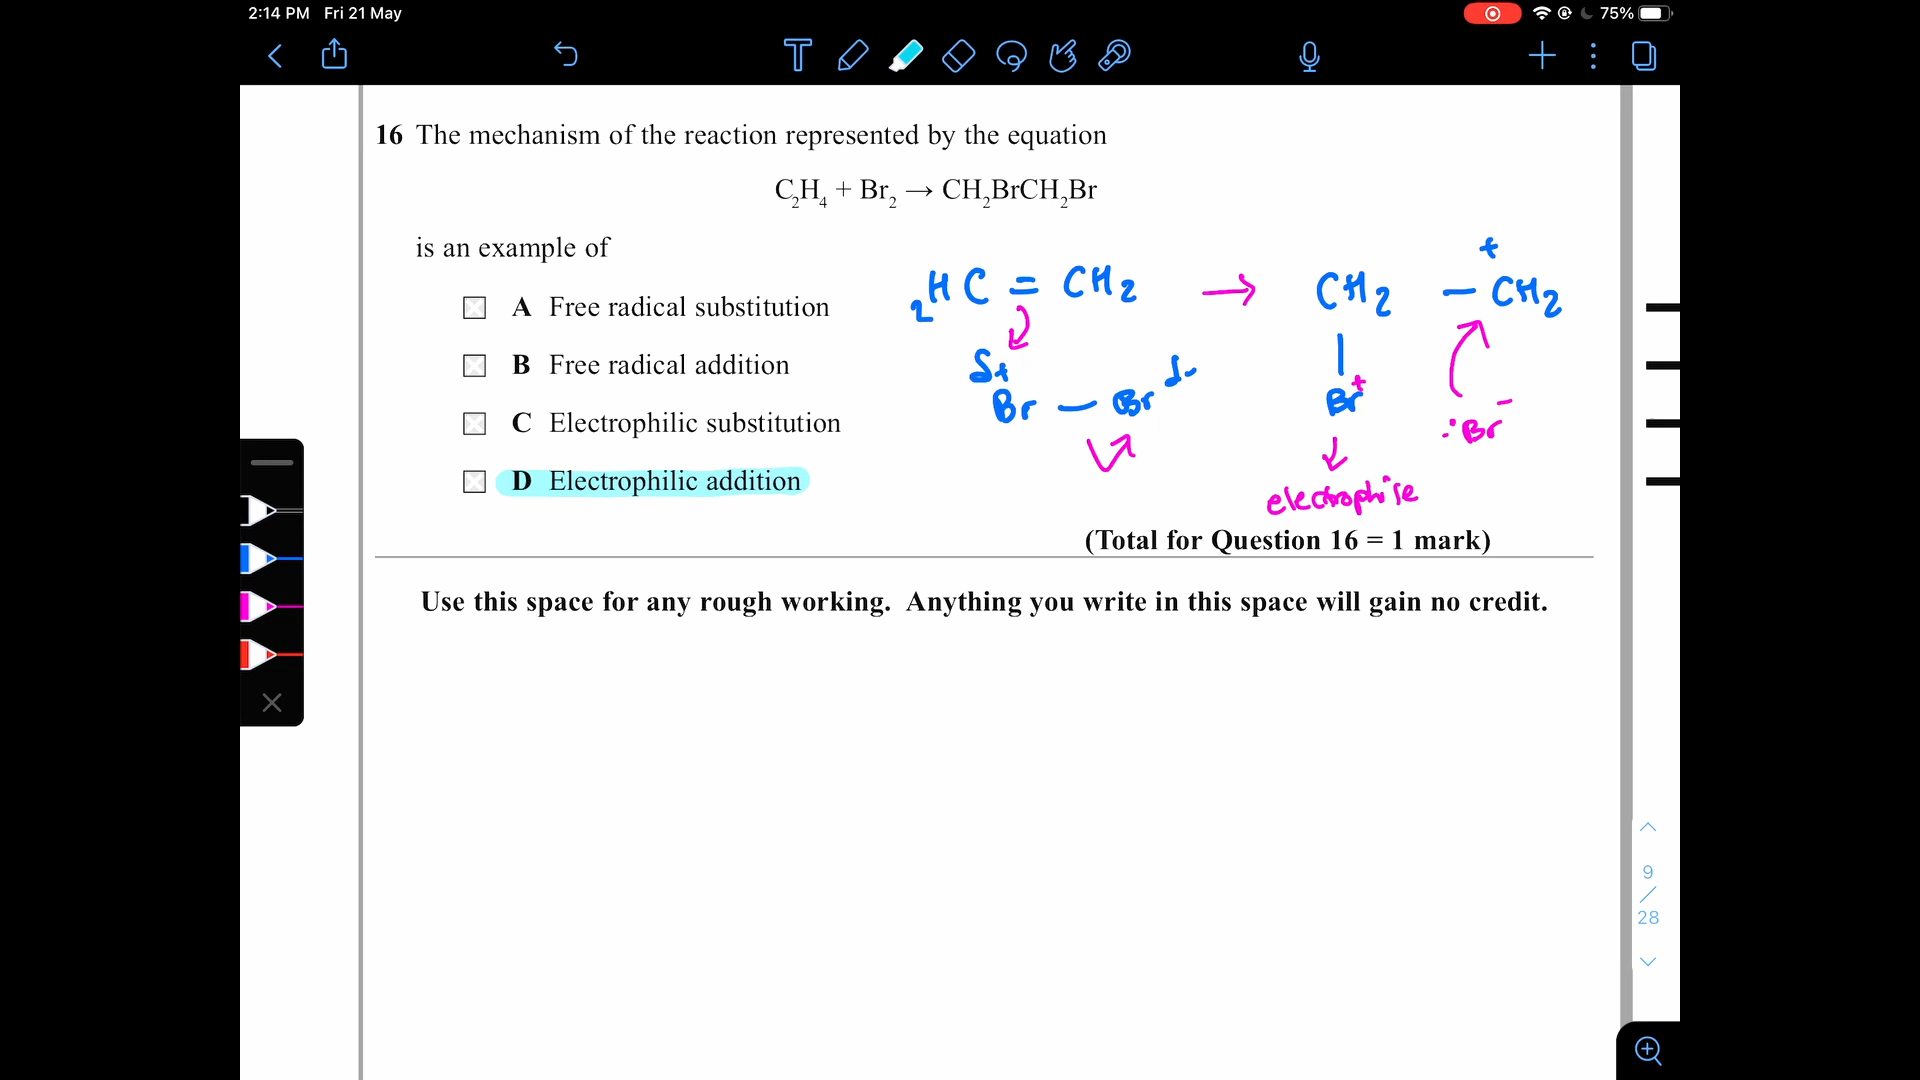 2:14 PM Fri 21 May
75%
T
16 The mechanism of the reaction represented by the equation
C₂H₄ + Br₂ → CH₂BrCH₂Br
is an example of
A Free radical substitution
B Free radical addition
C Electrophilic substitution
D Electrophilic addition
₂HC = CH₂ → CH₂ – CH₂
+
δ+ δ-
Br – Br
Br+
:Br-
electrophile
(Total for Question 16 = 1 mark)
Use this space for any rough working. Anything you write in this space will gain no credit.
9
/
28